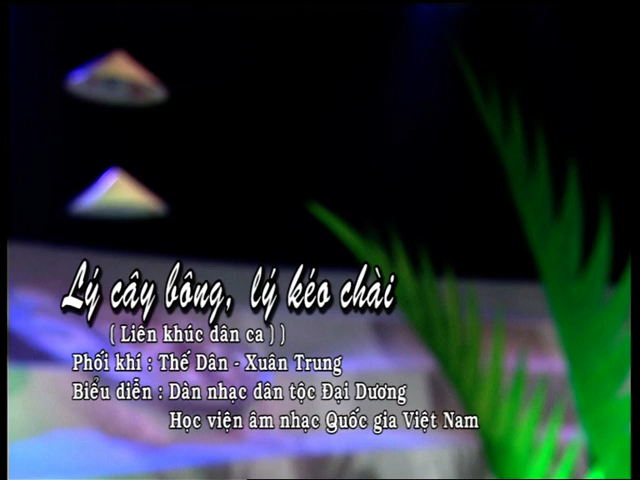 Lý cây bông, lý kéo chài
( Liên khúc dân ca ) )
Phối khí : Thế Dân - Xuân Trung
Biểu diễn : Dàn nhạc dân tộc Đại Dương
Học viện âm nhạc Quốc gia Việt Nam